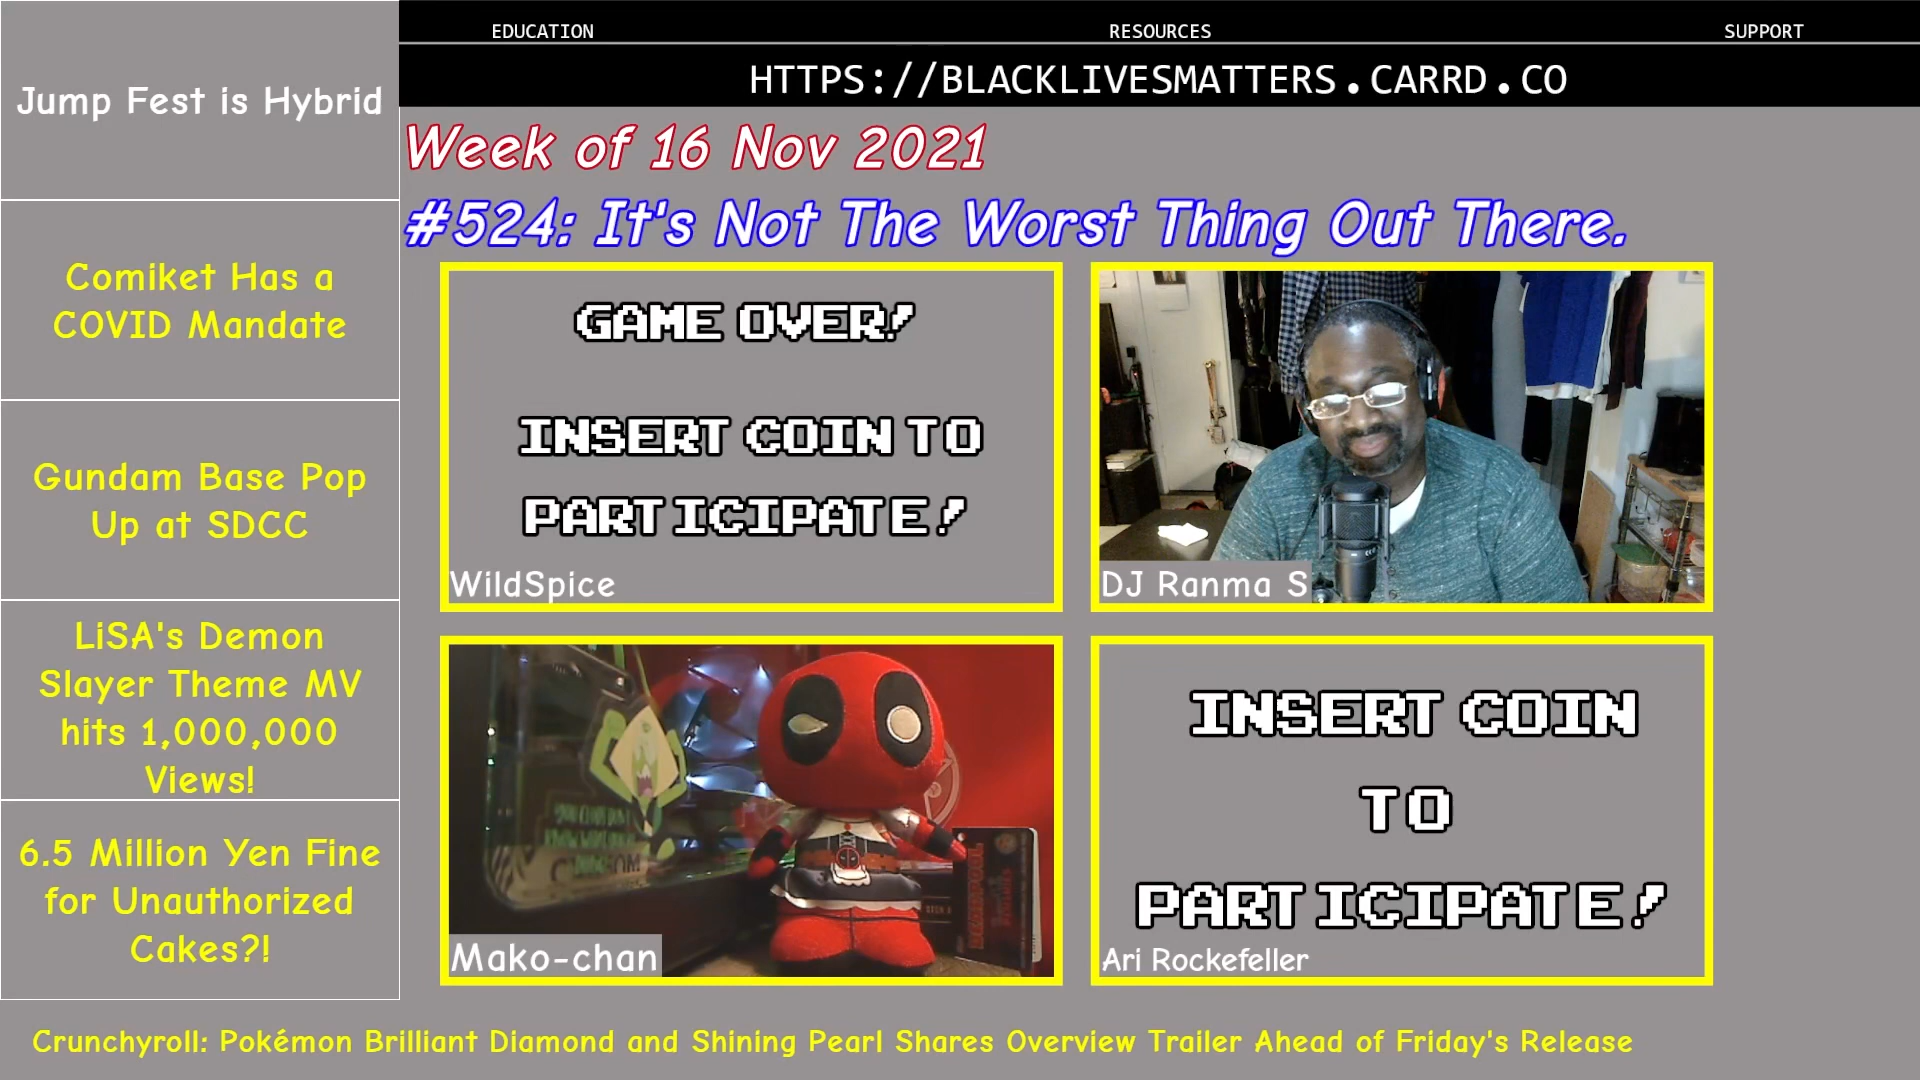 EDUCATION RESOURCES SUPPORT
HTTPS://BLACKLIVESMATTERS.CARRD.CO
Jump Fest is Hybrid
Comiket Has a
COVID Mandate
Gundam Base Pop
Up at SDCC
LiSA's Demon
Slayer Theme MV
hits 1,000,000
Views!
6.5 Million Yen Fine
for Unauthorized
Cakes?!
Week of 16 Nov 2021
#524: It's Not The Worst Thing Out There.
GAME OVER!
INSERT COIN TO
PARTICIPATE!
WildSpice
DJ Ranma S
Mako-chan
DEADPOOL
INSERT COIN
TO
PARTICIPATE!
Ari Rockefeller
Crunchyroll: Pokémon Brilliant Diamond and Shining Pearl Shares Overview Trailer Ahead of Friday's Release